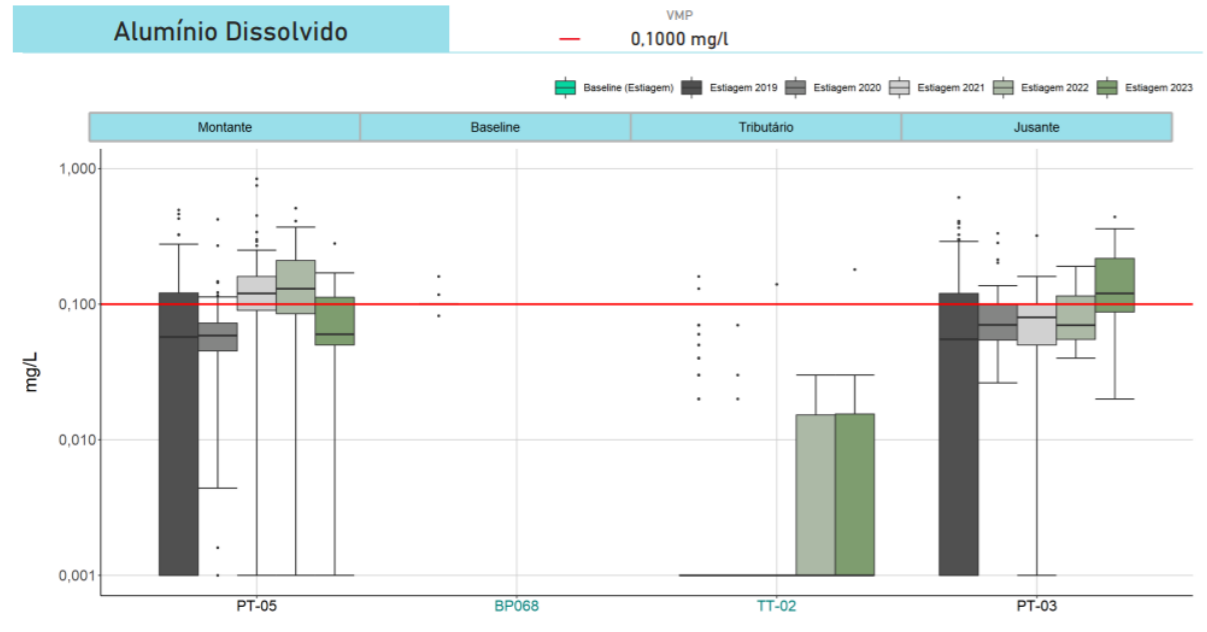 Alumínio Dissolvido
VMP
0,1000 mg/l
Baseline (Estiagem) Estiagem 2019 Estiagem 2020 Estiagem 2021 Estiagem 2022 Estiagem 2023
Montante Baseline Tributário Jusante
mg/L
1,000
0,100
0,010
0,001
PT-05 BP068 TT-02 PT-03